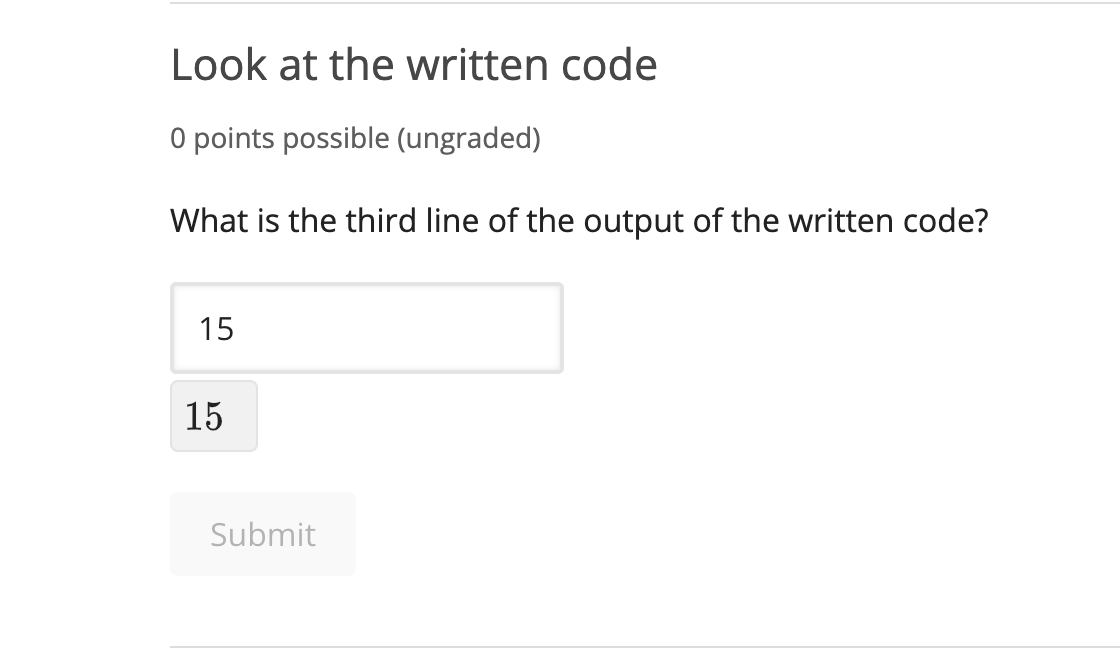 Look at the written code
0 points possible (ungraded)
What is the third line of the output of the written code?
15
15
Submit